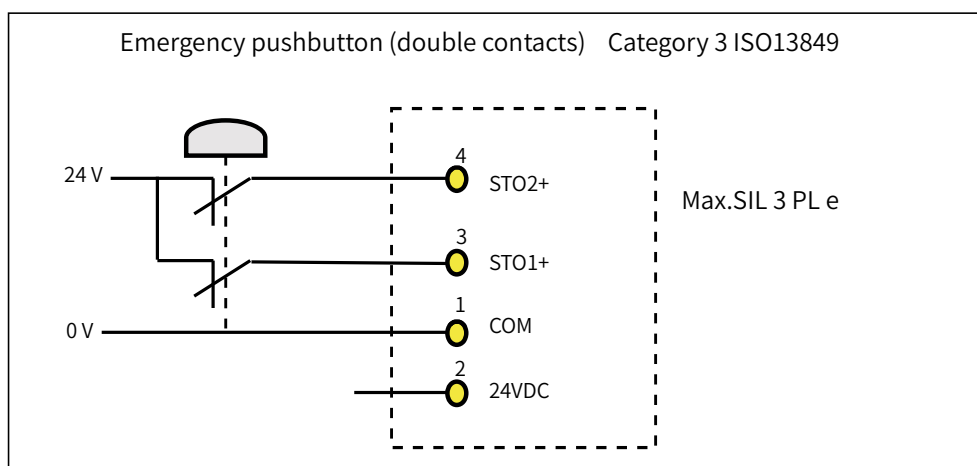 Emergency pushbutton (double contacts) Category 3 ISO13849
4
24 V
STO2+
Max.SIL 3 PL e
3
STO1+
1
0 V
COM
2
24VDC